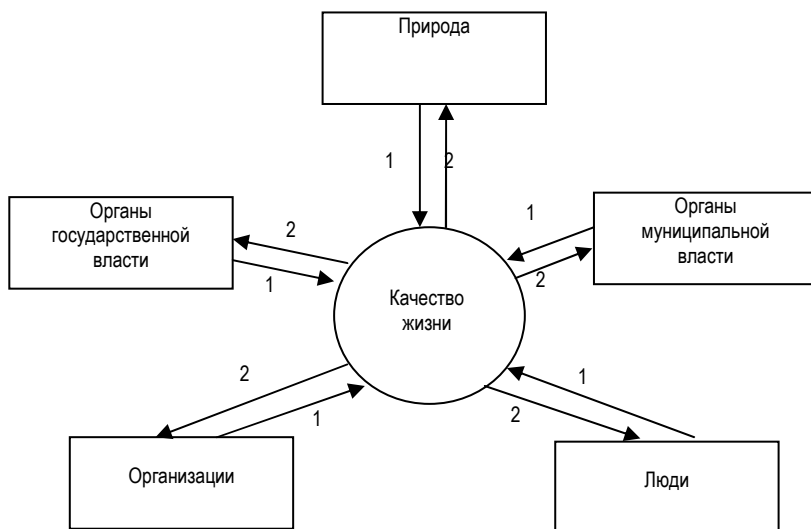 Природа
1
2
Органы
государственной
власти
2
1
1
2
Органы
муниципальной
власти
Качество
жизни
2
1
1
2
Организации
Люди